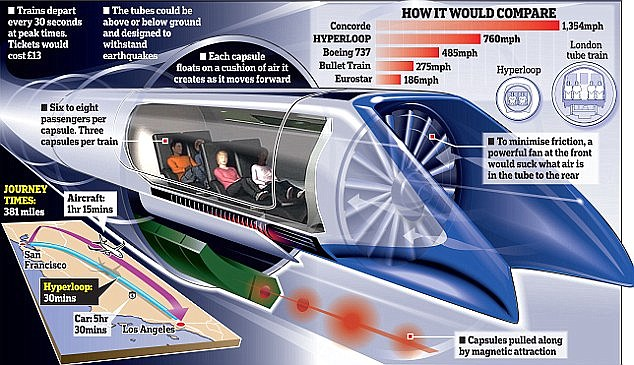 ■ Trains depart
every 30 seconds
at peak times.
Tickets would
cost £13
■ The tubes could be
above or below ground
and designed to
withstand
earthquakes
■ Each capsule
floats on a cushion of air it
creates as it moves forward
HOW IT WOULD COMPARE
Concorde 1,354mph
HYPERLOOP 760mph
Boeing 737 485mph
Bullet Train 275mph
Eurostar 186mph
Hyperloop
London
tube train
■ Six to eight
passengers per
capsule. Three
capsules per train
■ To minimise friction, a
powerful fan at the front
would suck what air is
in the tube to the rear
JOURNEY
TIMES:
381 miles
Aircraft:
1hr 15mins
San
Francisco
Hyperloop:
30mins
Car: 5hr
30mins
Los Angeles
■ Capsules pulled along
by magnetic attraction